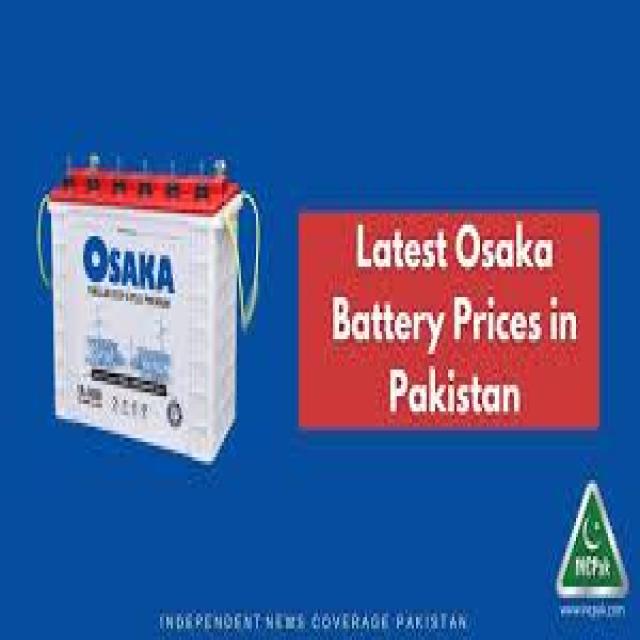 OSAKA
Latest Osaka
Battery Prices in
Pakistan
INCPak
www.incpak.com
INDEPENDENT NEWS COVERAGE PAKISTAN